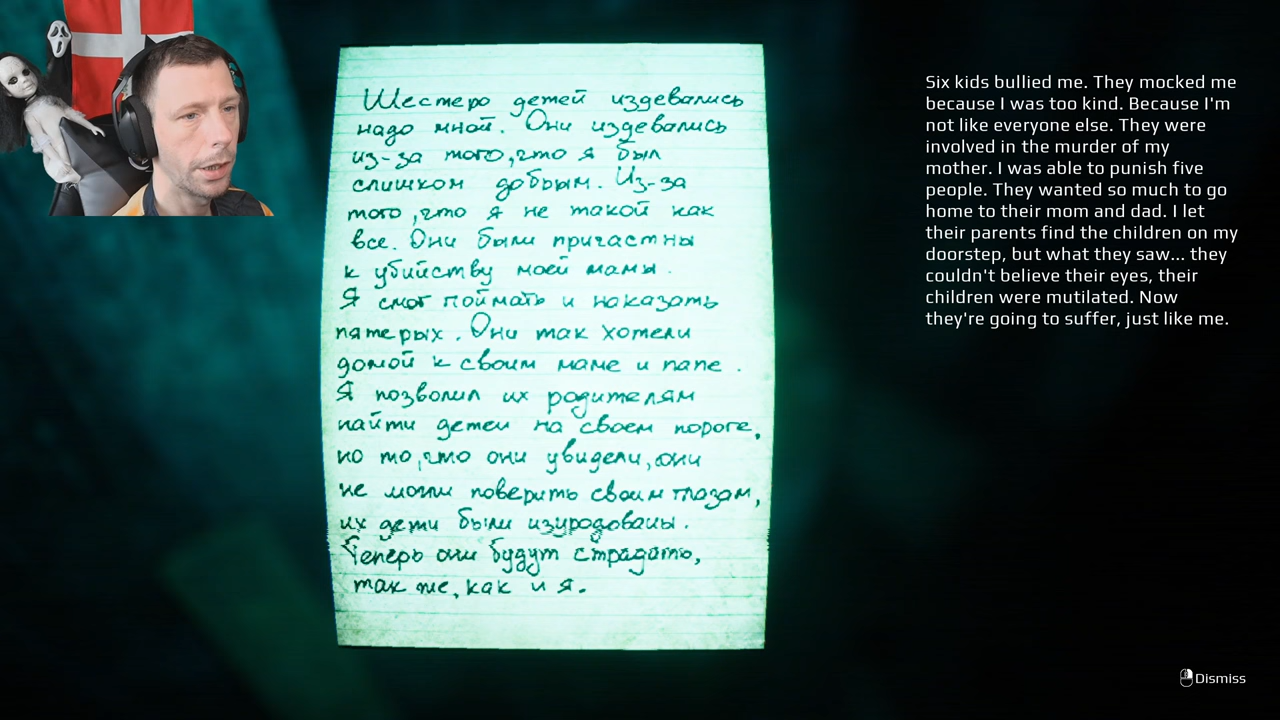 Шестеро детей издевались
надо мной. Они издевались
из-за того, что я был
слишком добрым. Из-за
того, что я не такой как
все. Они были причастны
к убийству моей мамы.
Я смог поймать и наказать
пятерых. Они так хотели
домой к своим маме и папе.
Я позволил их родителям
найти детей на своем пороге,
но то, что они увидели, они
не могли поверить своим глазам,
их дети были изуродованы.
Теперь они будут страдать,
так же, как и я.
Six kids bullied me. They mocked me
because I was too kind. Because I'm
not like everyone else. They were
involved in the murder of my
mother. I was able to punish five
people. They wanted so much to go
home to their mom and dad. I let
their parents find the children on my
doorstep, but what they saw... they
couldn't believe their eyes, their
children were mutilated. Now
they're going to suffer, just like me.
Dismiss